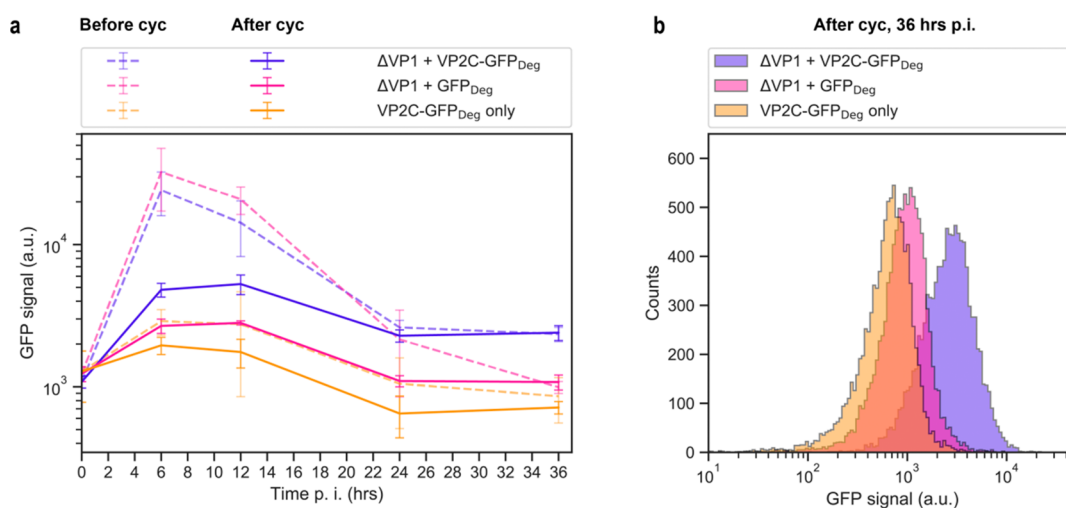 a
Before cyc After cyc
ΔVP1 + VP2C-GFPDeg
ΔVP1 + GFPDeg
VP2C-GFPDeg only
GFP signal (a.u.)
10^4
10^3
0 2 4 6 8 10 12 14 16 18 20 22 24 26 28 30 32 34 36
Time p. i. (hrs)
b
After cyc, 36 hrs p.i.
ΔVP1 + VP2C-GFPDeg
ΔVP1 + GFPDeg
VP2C-GFPDeg only
Counts
600
500
400
300
200
100
0
10^1 10^2 10^3 10^4
GFP signal (a.u.)